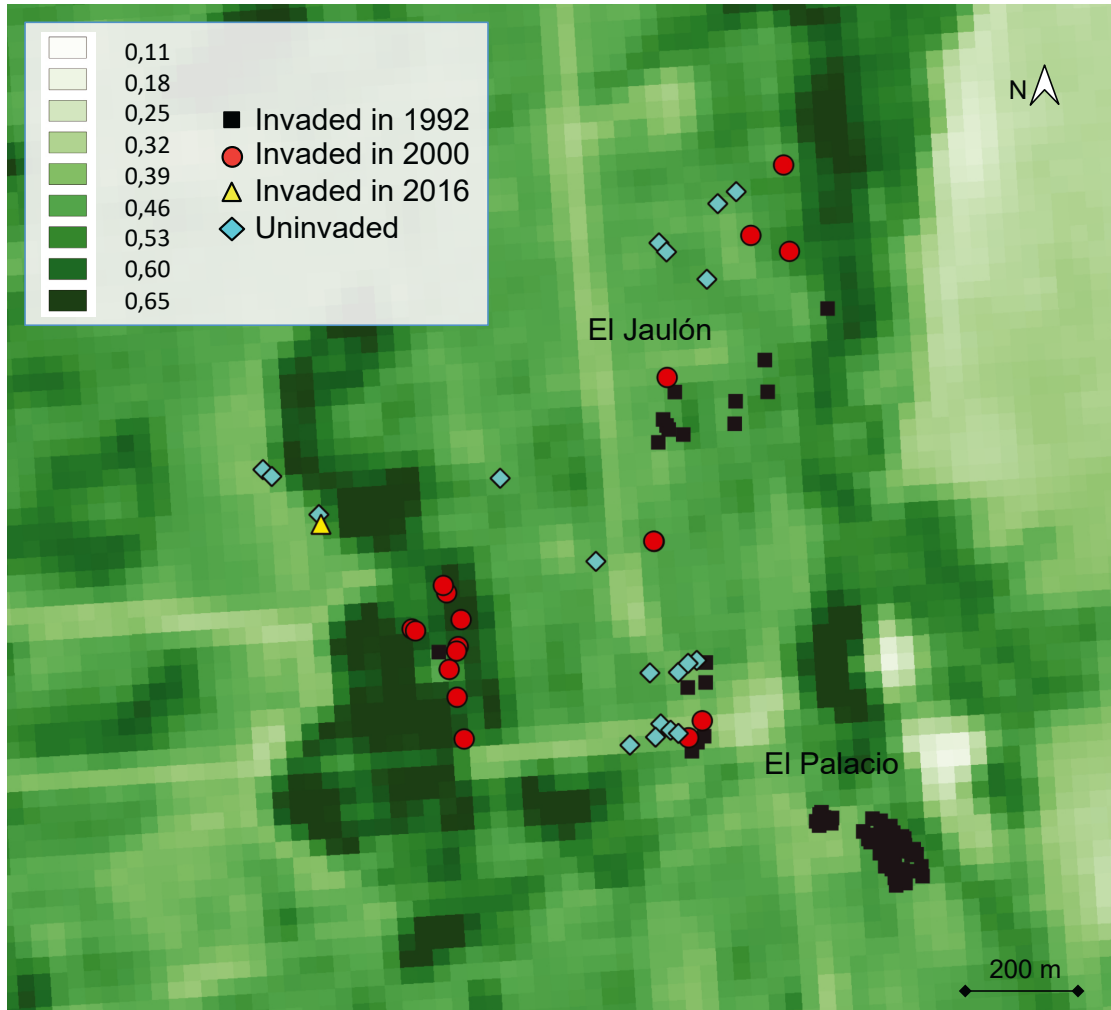 0,11
0,18
0,25
0,32
0,39
0,46
0,53
0,60
0,65
Invaded in 1992
Invaded in 2000
Invaded in 2016
Uninvaded
N
El Jaulón
El Palacio
200 m